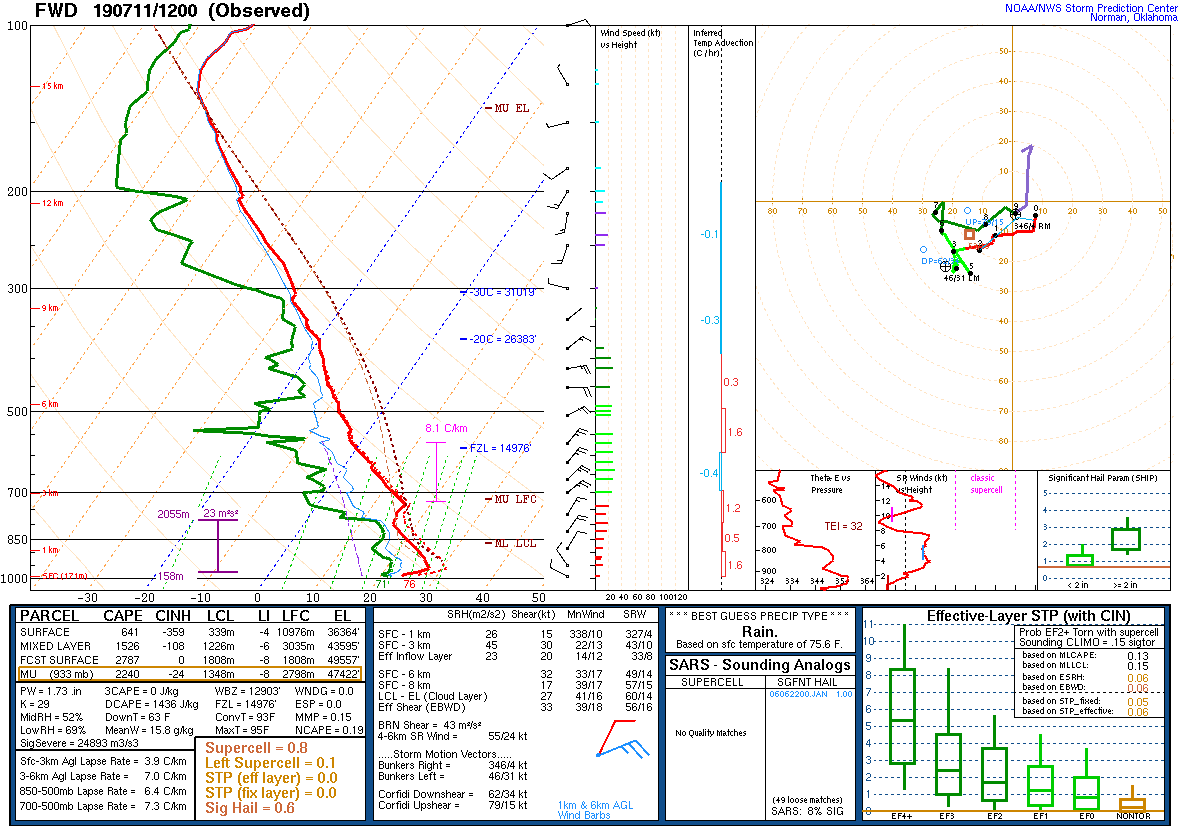 FWD 190711/1200 (Observed)
NOAA/NWS Storm Prediction Center
Norman, Oklahoma
100
200
300
500
700
850
1000
15 km
12 km
9 km
6 km
3 km
1 km
SFC (171m)
MU EL
-30C = 31019'
-20C = 26383'
8.1 C/km
FZL = 14976'
MU LFC
ML LCL
2055m
23 m²s²
158m
71
76
-30 -20 -10 0 10 20 30 40 50
Wind Speed (kt)
vs Height
20 40 60 80 100120
Inferred
Temp Advection
(C /hr)
-0.1
-0.3
0.3
1.6
-0.4
1.2
0.5
1.6
50
40
30
20
10
80 70 60 50 40 30 20 10 10 20 30 40 50
20
30
40
50
60
70
80
346/4 RM
46/31 LM
Theta-E vs
Pressure
600
700
800
900
TEI = 32
324 333 344 354 364
SR Winds (kt)
vs Height
14
12
10
8
6
4
2
classic
supercell
Significant Hail Param (SHIP)
5
4
3
2
1
0
< 2 in >= 2 in
PARCEL CAPE CINH LCL LI LFC EL
SURFACE 641 -359 339m -4 10976m 36364'
MIXED LAYER 1526 -108 1226m -6 3035m 43595'
FCST SURFACE 2787 0 1808m -8 1808m 49557'
MU (933 mb) 2240 -24 1348m -8 2798m 47422'
PW = 1.73 in 3CAPE = 0 J/kg WBZ = 12903' WNDG = 0.0
K = 29 DCAPE = 1436 J/kg FZL = 14976' ESP = 0.0
MidRH = 52% DownT = 63 F ConvT = 93F MMP = 0.15
LowRH = 69% MeanW = 15.8 g/kg MaxT = 95F NCAPE = 0.19
SigSevere = 24893 m3/s3
Sfc-3km Agl Lapse Rate = 3.9 C/km
3-6km Agl Lapse Rate = 7.0 C/km
850-500mb Lapse Rate = 6.4 C/km
700-500mb Lapse Rate = 7.3 C/km
Supercell = 0.8
Left Supercell = 0.1
STP (eff layer) = 0.0
STP (fix layer) = 0.0
Sig Hail = 0.6
SRH(m2/s2) Shear(kt) MnWind SRW
SFC - 1 km 26 15 338/10 327/4
SFC - 3 km 45 30 22/13 43/10
Eff Inflow Layer 23 20 14/12 33/8
SFC - 6 km 32 33/17 49/14
SFC - 8 km 17 39/17 57/15
LCL - EL (Cloud Layer) 27 41/16 60/14
Eff Shear (EBWD) 33 39/18 56/16
BRN Shear = 43 m²/s²
4-6km SR Wind = 55/24 kt
.....Storm Motion Vectors.....
Bunkers Right = 346/4 kt
Bunkers Left = 46/31 kt
Corfidi Downshear = 62/34 kt
Corfidi Upshear = 79/15 kt
1km & 6km AGL
Wind Barbs
* * * BEST GUESS PRECIP TYPE * * *
Rain.
Based on sfc temperature of 75.6 F.
SARS - Sounding Analogs
SUPERCELL SGFNT HAIL
05052200.JAN 1.00
No Quality Matches
(49 loose matches)
SARS: 8% SIG
Effective-Layer STP (with CIN)
11
10
9
8
7
6
5
4
3
2
1
0
EF4+ EF3 EF2 EF1 EF0 NONTOR
Prob EF2+ Torn with supercell
Sounding CLIMO = .15 sigtor
based on MLCAPE: 0.13
based on MLLCL: 0.15
based on ESRH: 0.06
based on EBWD: 0.06
based on STP_fixed: 0.05
based on STP_effective: 0.06